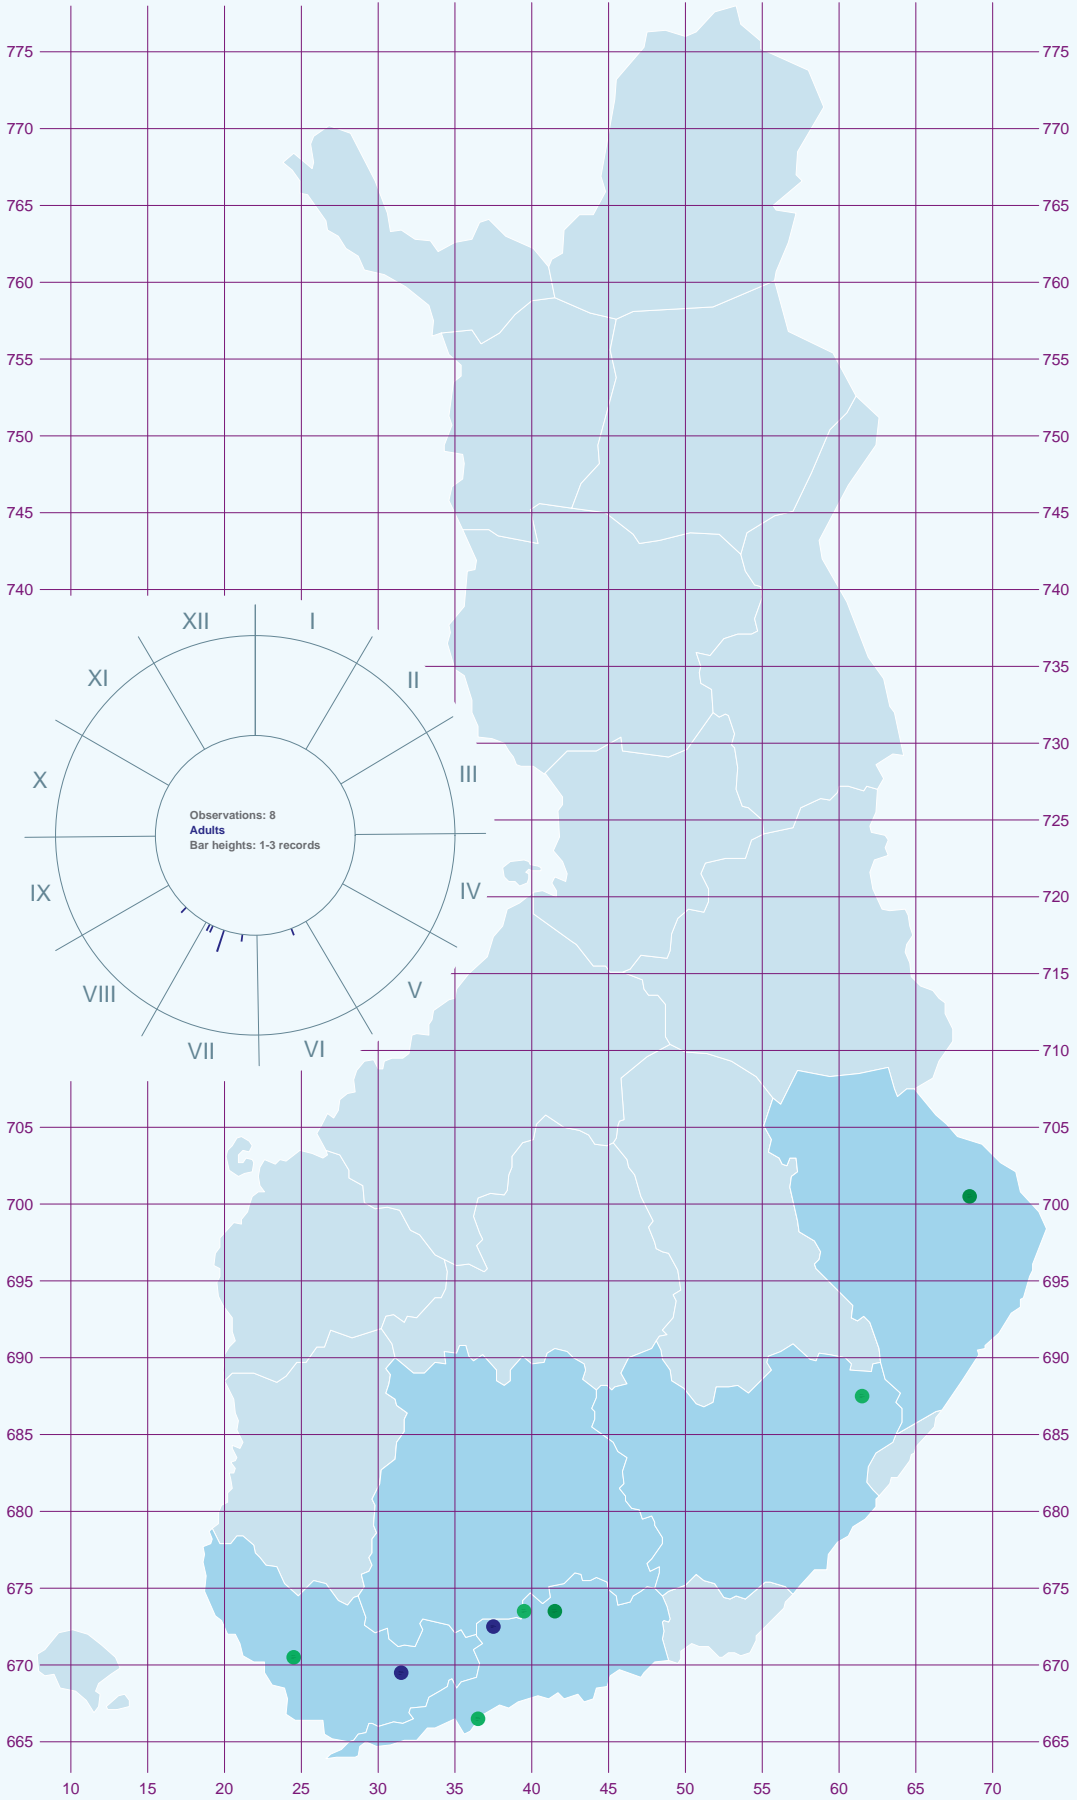 775 775
770 770
765 765
760 760
755 755
750 750
745 745
740 740
XII I
XI II
735
730
X III
725
Observations: 8
Adults
Bar heights: 1-3 records
IX IV
720
715
VIII V
VII VI
710
705 705
700 700
695 695
690 690
685 685
680 680
675 675
670 670
665 665
10 15 20 25 30 35 40 45 50 55 60 65 70